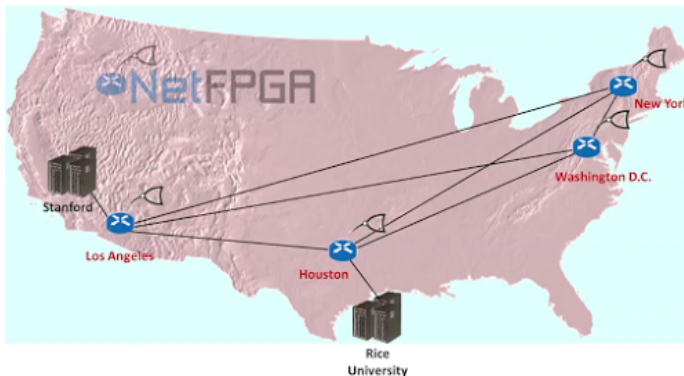 NetFPGA
New York
Washington D.C.
Stanford
Los Angeles
Houston
Rice
University